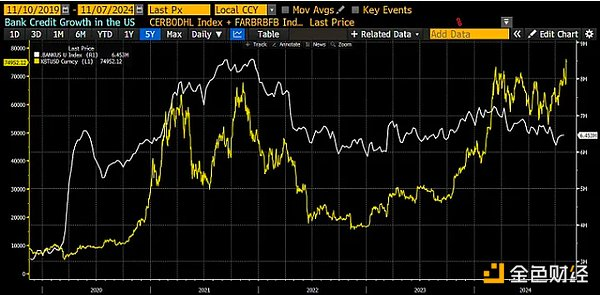 11/10/2019 - 11/07/2024 Last Px Local CCY Mov Avgs Key Events
Bank Credit Growth in the US CERBODHL Index + FARBRBFB Ind... Last Price
1D 3D 1M 6M YTD 1Y 5Y Max Daily Table + Related Data Add Data Edit Chart
+ Track Annotate News Zoom
Last Price
.BANKUS U Index (R1) 6.453M
XBTUSD Curncy (L1) 74952.12
80000
74952.12
70000
60000
50000
40000
30000
20000
10000
0
9M
8M
7M
6.453M
6M
5M
4M
3M
2020 2021 2022 2023 2024
金色财经